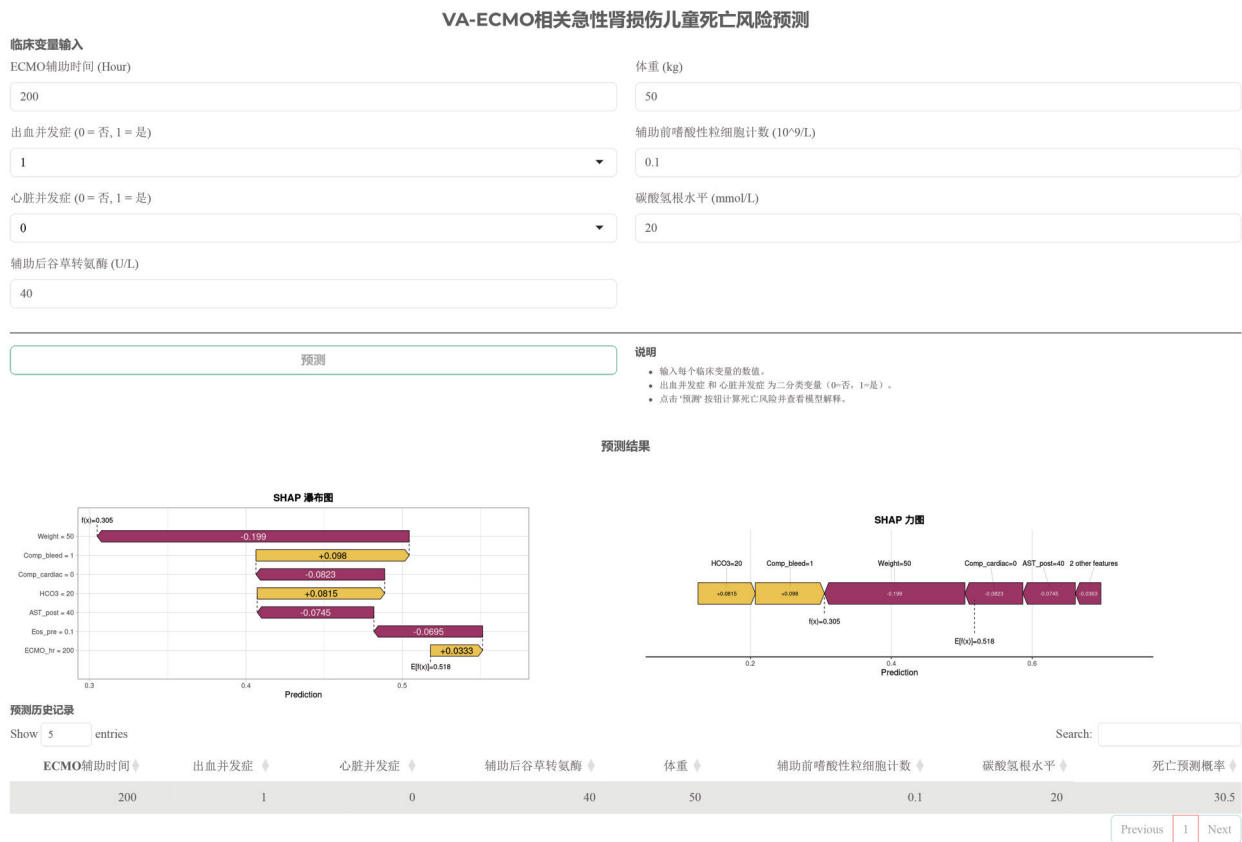 VA-ECMO相关急性肾损伤儿童死亡风险预测
临床变量输入
ECMO辅助时间 (Hour)
体重 (kg)
200
50
出血并发症 (0 = 否, 1 = 是)
辅助前嗜酸性粒细胞计数 (10^9/L)
1
0.1
心脏并发症 (0 = 否, 1 = 是)
碳酸氢根水平 (mmol/L)
0
20
辅助后谷草转氨酶 (U/L)
40
预测
说明
输入每个临床变量的数值。
出血并发症 和 心脏并发症 为二分类变量（0=否，1=是）。
点击 '预测' 按钮计算死亡风险并查看模型解释。
预测结果
SHAP 瀑布图
f(x)=0.305
Weight = 50
-0.199
Comp_bleed = 1
+0.098
Comp_cardiac = 0
-0.0823
HCO3 = 20
+0.0815
AST_post = 40
-0.0745
Eos_pre = 0.1
-0.0695
ECMO_hr = 200
+0.0333
E[f(x)]=0.518
0.3 0.4 0.5
Prediction
SHAP 力图
HCO3=20 Comp_bleed=1 Weight=50 Comp_cardiac=0 AST_post=40 2 other features
+0.0815 +0.098 -0.199 -0.0823 -0.0745 -0.0363
f(x)=0.305
E[f(x)]=0.518
0.2 0.4 0.6
Prediction
预测历史记录
Show 5 entries
Search:
ECMO辅助时间 出血并发症 心脏并发症 辅助后谷草转氨酶 体重 辅助前嗜酸性粒细胞计数 碳酸氢根水平 死亡预测概率
200 1 0 40 50 0.1 20 30.5
Previous 1 Next